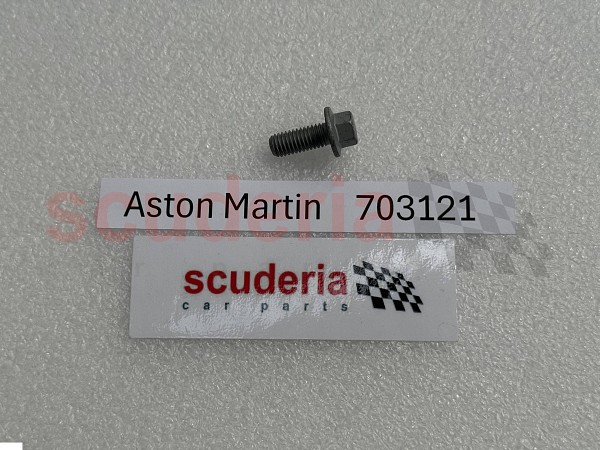 Aston Martin 703121
scuderia
scuderia
car parts